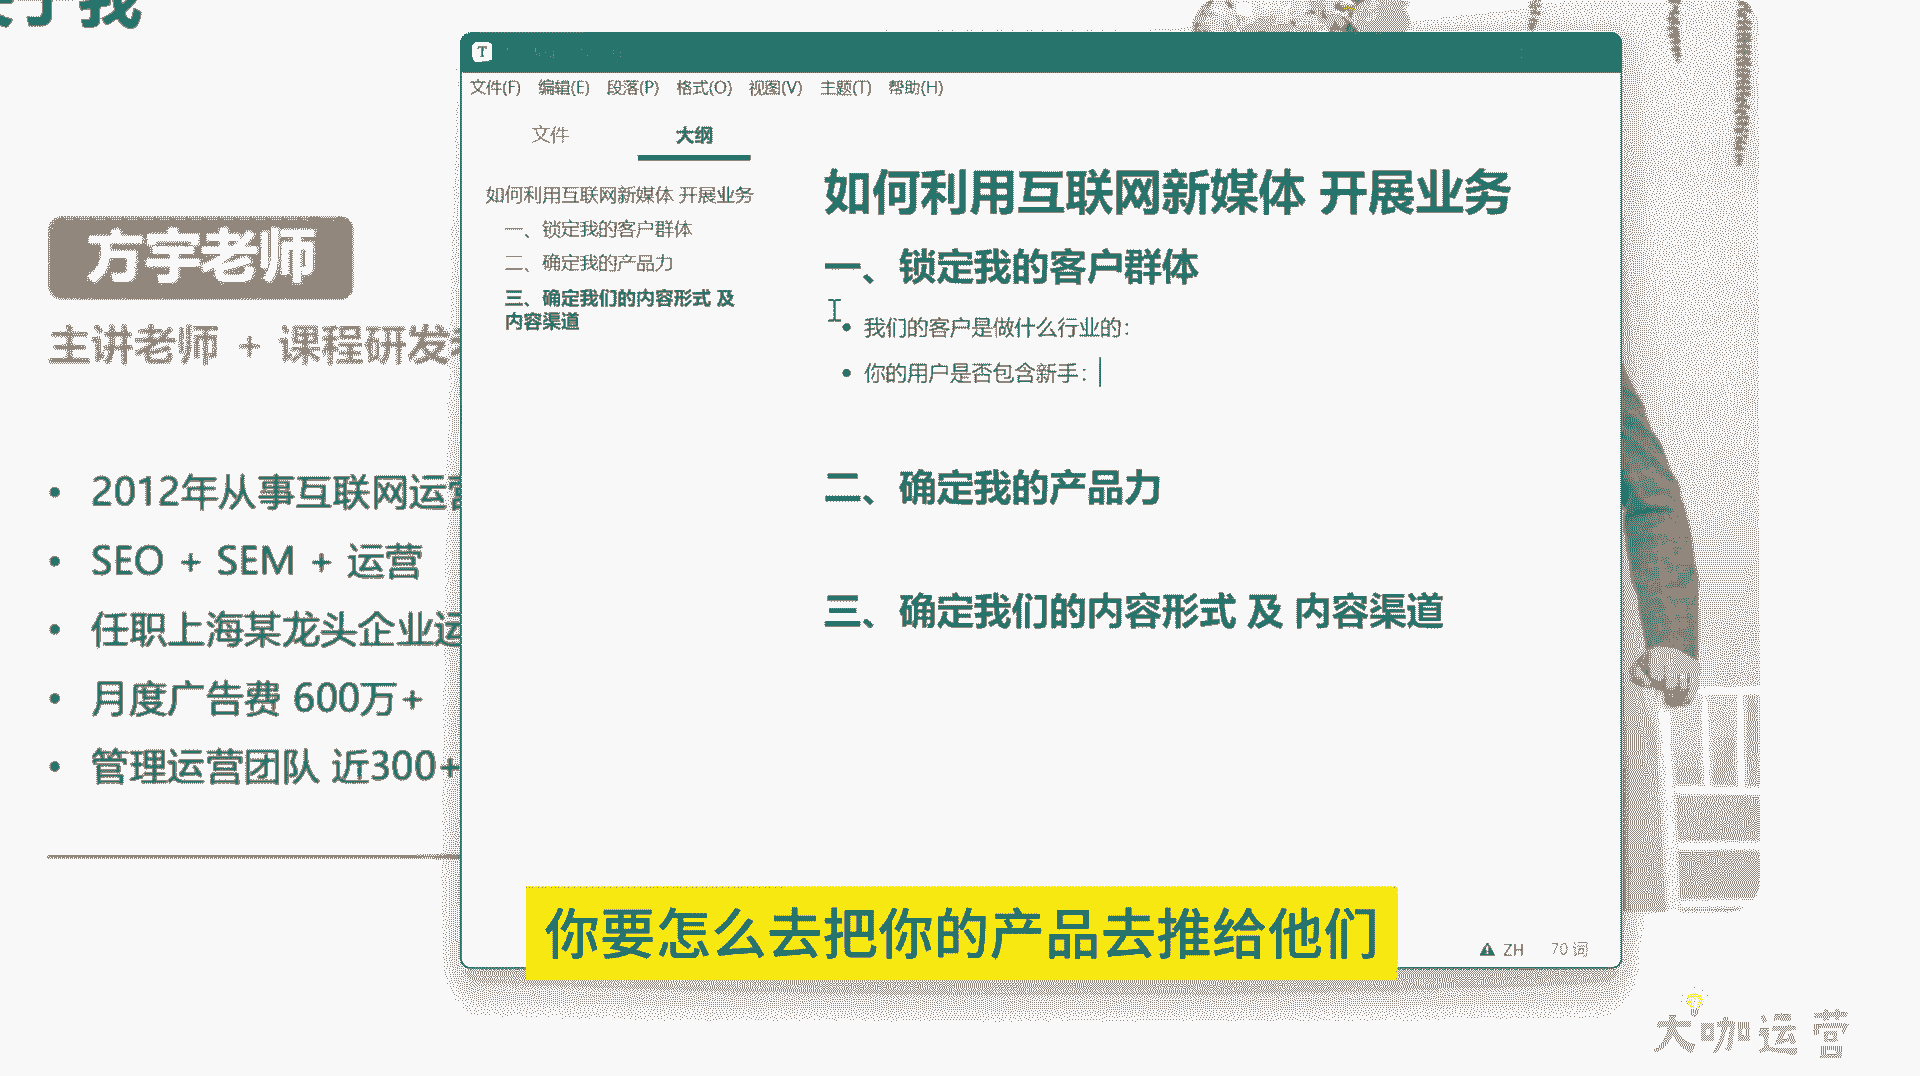 于我
方宇老师
主讲老师 + 课程研发
2012年从事互联网运营
SEO + SEM + 运营
任职上海某龙头企业运
月度广告费 600万+
管理运营团队 近300+
T
文件(F) 编辑(E) 段落(P) 格式(O) 视图(V) 主题(T) 帮助(H)
文件 大纲
如何利用互联网新媒体 开展业务
一、锁定我的客户群体
二、确定我的产品力
三、确定我们的内容形式 及
内容渠道
如何利用互联网新媒体 开展业务
一、锁定我的客户群体
我们的客户是做什么行业的：
你的用户是否包含新手：
二、确定我的产品力
三、确定我们的内容形式 及 内容渠道
ZH 70 词
你要怎么去把你的产品去推给他们
大咖运营